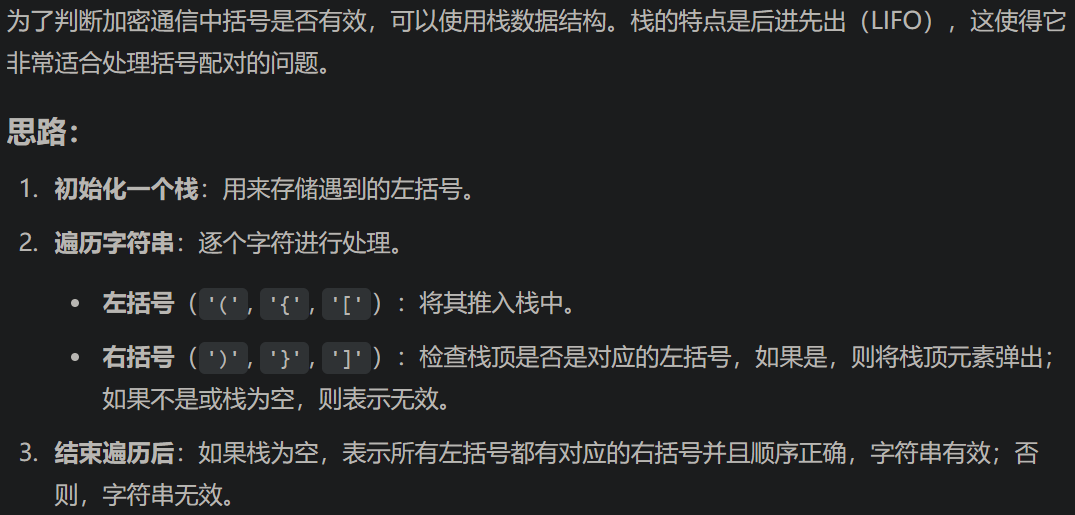 为了判断加密通信中括号是否有效，可以使用栈数据结构。栈的特点是后进先出（LIFO），这使得它
非常适合处理括号配对的问题。
思路：
1. 初始化一个栈：用来存储遇到的左括号。
2. 遍历字符串：逐个字符进行处理。
• 左括号（'(', '{', '['）：将其推入栈中。
• 右括号（')', '}', ']'）：检查栈顶是否是对应的左括号，如果是，则将栈顶元素弹出；
如果不是或栈为空，则表示无效。
3. 结束遍历后：如果栈为空，表示所有左括号都有对应的右括号并且顺序正确，字符串有效；否
则，字符串无效。